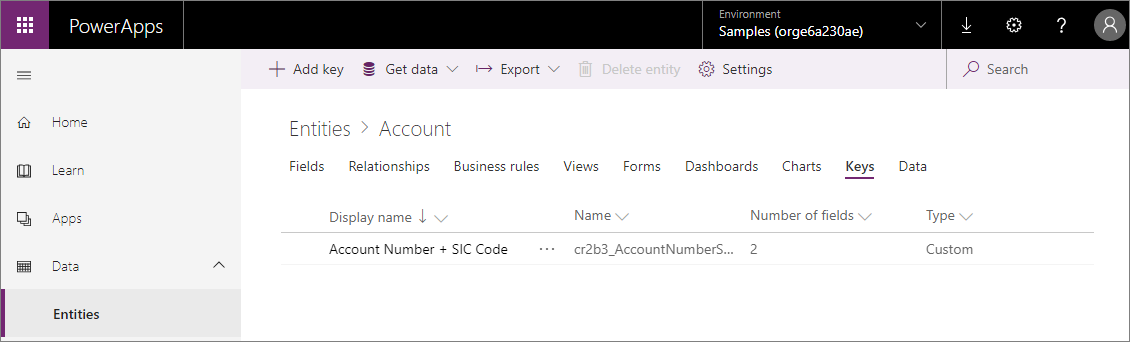 PowerApps
Environment
Samples (orge6a230ae)
?
Add key Get data Export Delete entity Settings Search
Home
Learn
Apps
Data
Entities
Entities > Account
Fields Relationships Business rules Views Forms Dashboards Charts Keys Data
Display name Name Number of fields Type
Account Number + SIC Code ... cr2b3_AccountNumberS... 2 Custom